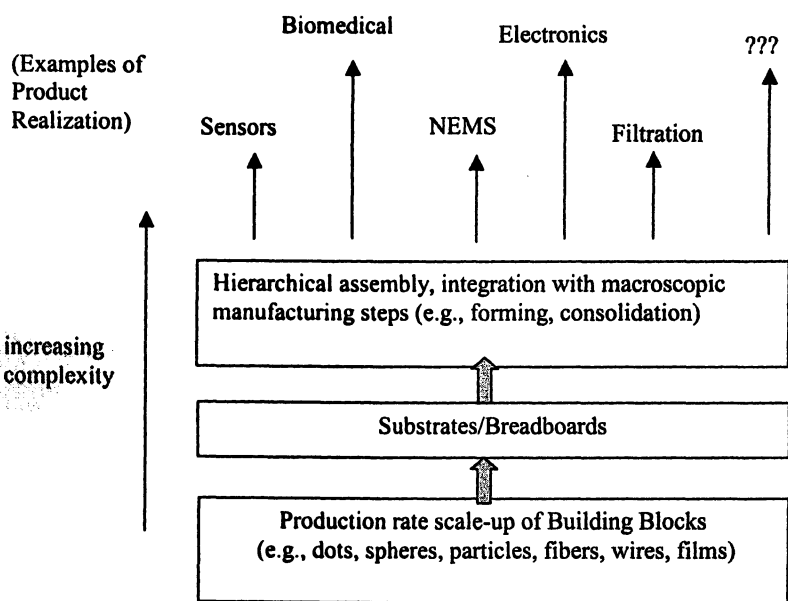 Biomedical
Electronics
???
(Examples of
Product
Realization)
Sensors
NEMS
Filtration
Hierarchical assembly, integration with macroscopic
manufacturing steps (e.g., forming, consolidation)
increasing
complexity
Substrates/Breadboards
Production rate scale-up of Building Blocks
(e.g., dots, spheres, particles, fibers, wires, films)